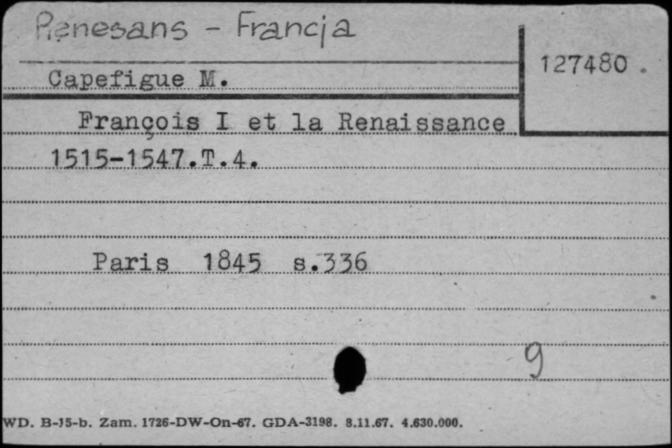 Renesans - Francja
127480.
Capefigue M.
François I et la Renaissance
1515-1547.T.4.
Paris 1845 s.336
9
WD. B-15-b. Zam. 1726-DW-On-67. GDA-3198. 8.11.67. 4.630.000.